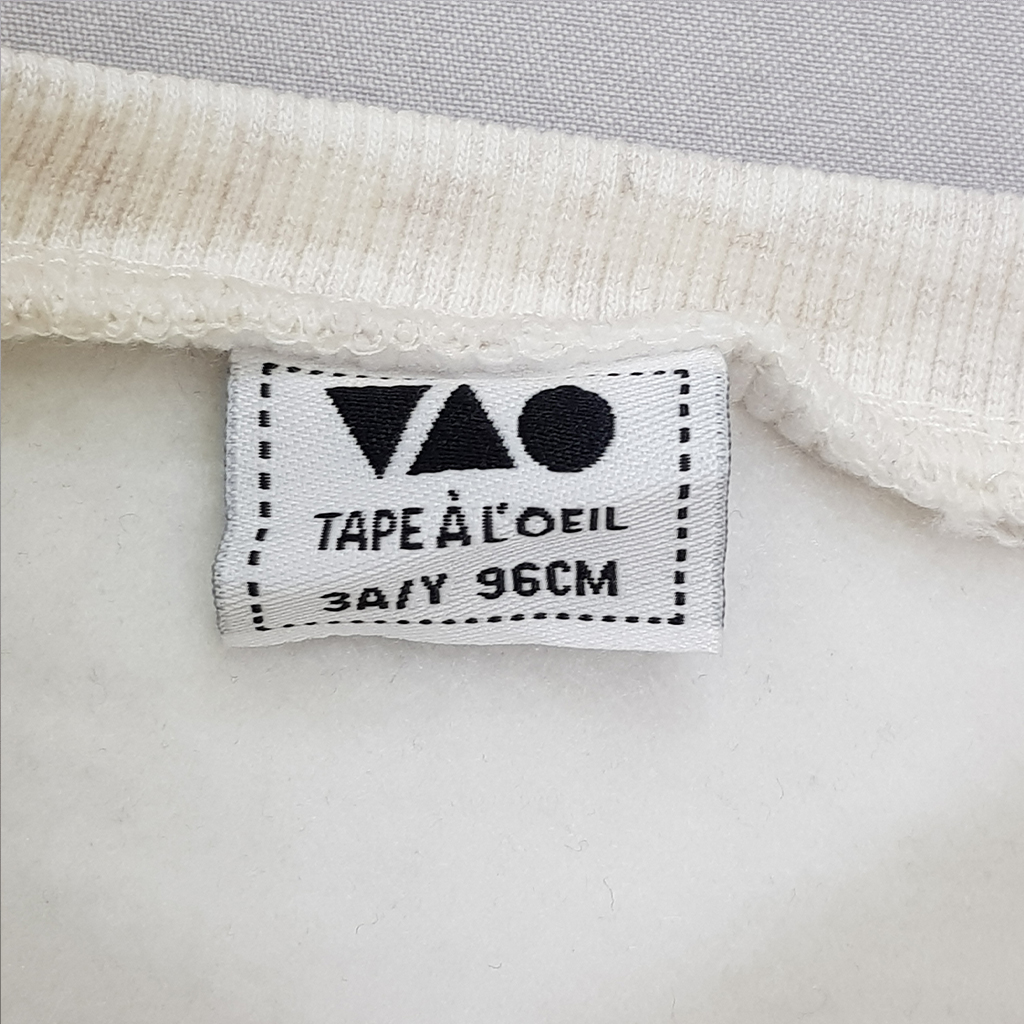 TAPE À L'OEIL
3A/Y 96CM